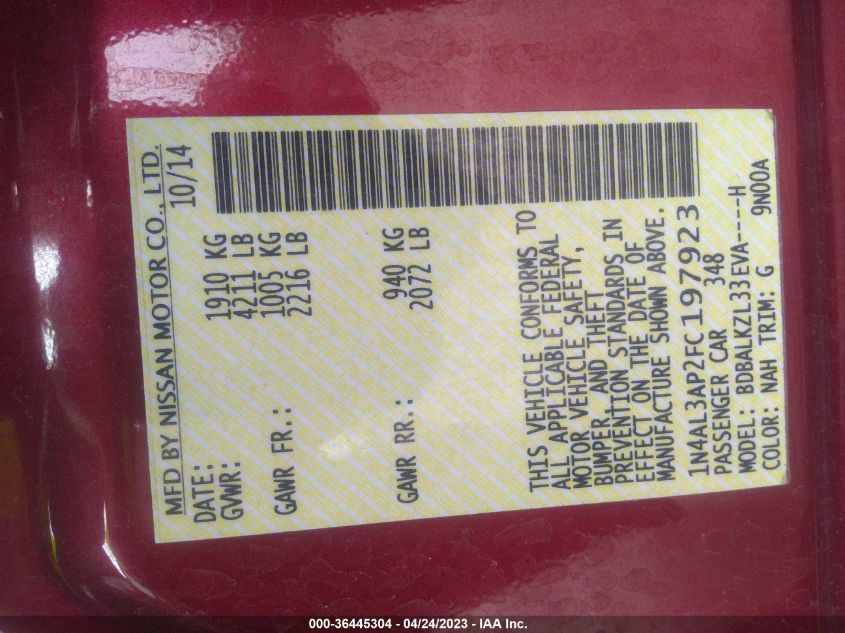 MFD BY NISSAN MOTOR CO., LTD.
DATE: 10/14
GVWR: 1910 KG
4211 LB
GAWR FR.: 1005 KG
2216 LB
GAWR RR.: 940 KG
2072 LB
THIS VEHICLE CONFORMS TO
ALL APPLICABLE FEDERAL
MOTOR VEHICLE SAFETY,
BUMPER, AND THEFT
PREVENTION STANDARDS IN
EFFECT ON THE DATE OF
MANUFACTURE SHOWN ABOVE.
1N4AL3AP2FC197923
PASSENGER CAR 348
MODEL: BDBALKZL33EVA----H
COLOR: NAH TRIM: G 9N00A
000-36445304 - 04/24/2023 - IAA Inc.